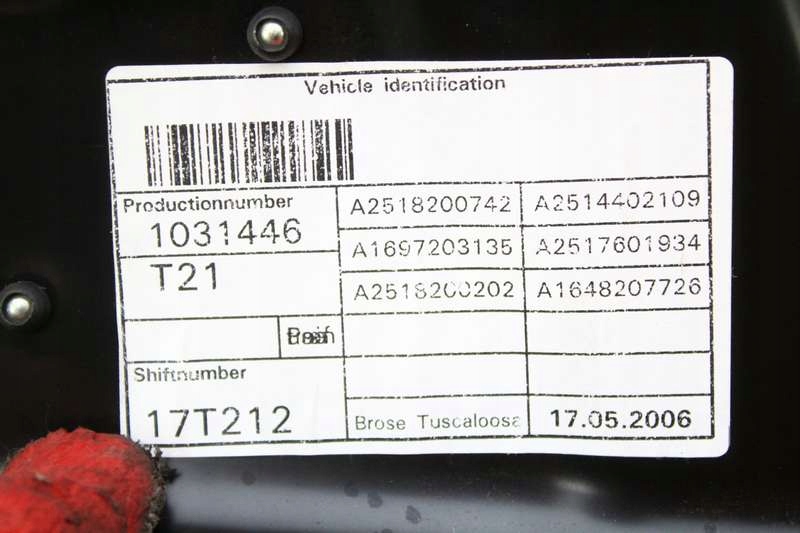 Vehicle identification
Productionnumber
1031446
A2518200742 A2514402109
A1697203135 A2517601934
T21
A2518200202 A1648207726
Shiftnumber
17T212
Brose Tuscaloosa 17.05.2006